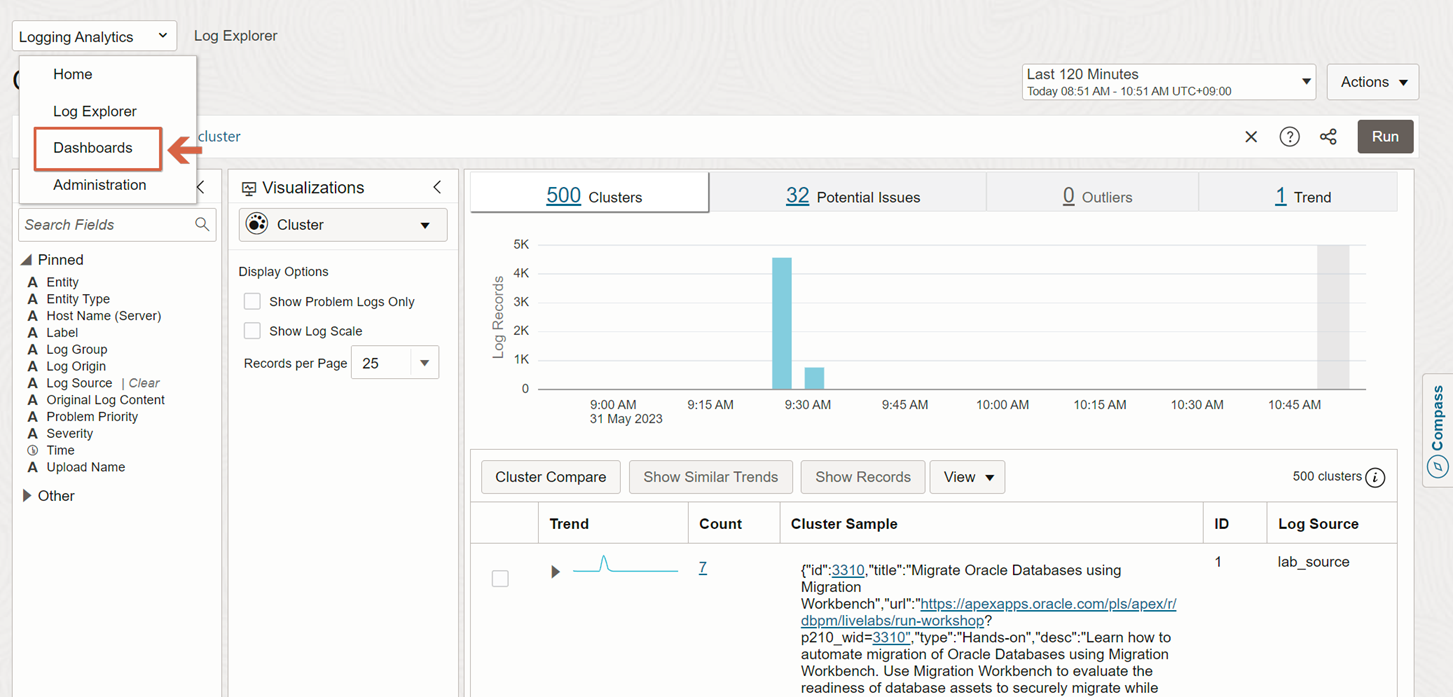 Logging Analytics
Log Explorer
Home
Log Explorer
Dashboards
Administration
Last 120 Minutes
Today 08:51 AM - 10:51 AM UTC+09:00
Actions
cluster
Run
Search Fields
Pinned
Entity
Entity Type
Host Name (Server)
Label
Log Group
Log Origin
Log Source | Clear
Original Log Content
Problem Priority
Severity
Time
Upload Name
Other
Visualizations
Cluster
Display Options
Show Problem Logs Only
Show Log Scale
Records per Page 25
500 Clusters
32 Potential Issues
0 Outliers
1 Trend
Log Records
5K
4K
3K
2K
1K
0
9:00 AM 9:15 AM 9:30 AM 9:45 AM 10:00 AM 10:15 AM 10:30 AM 10:45 AM
31 May 2023
Compass
Cluster Compare
Show Similar Trends
Show Records
View
500 clusters
Trend Count Cluster Sample ID Log Source
7
{"id":3310,"title":"Migrate Oracle Databases using
Migration
Workbench","url":"https://apexapps.oracle.com/pls/apex/r/
dbpm/livelabs/run-workshop?
p210_wid=3310","type":"Hands-on","desc":"Learn how to
automate migration of Oracle Databases using Migration
Workbench. Use Migration Workbench to evaluate the
readiness of database assets to securely migrate while
1
lab_source